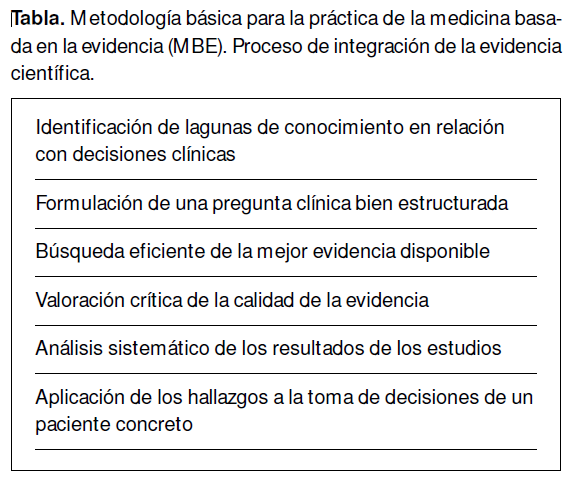 Tabla. Metodología básica para la práctica de la medicina basa-
da en la evidencia (MBE). Proceso de integración de la evidencia
científica.
Identificación de lagunas de conocimiento en relación
con decisiones clínicas
Formulación de una pregunta clínica bien estructurada
Búsqueda eficiente de la mejor evidencia disponible
Valoración crítica de la calidad de la evidencia
Análisis sistemático de los resultados de los estudios
Aplicación de los hallazgos a la toma de decisiones de un
paciente concreto